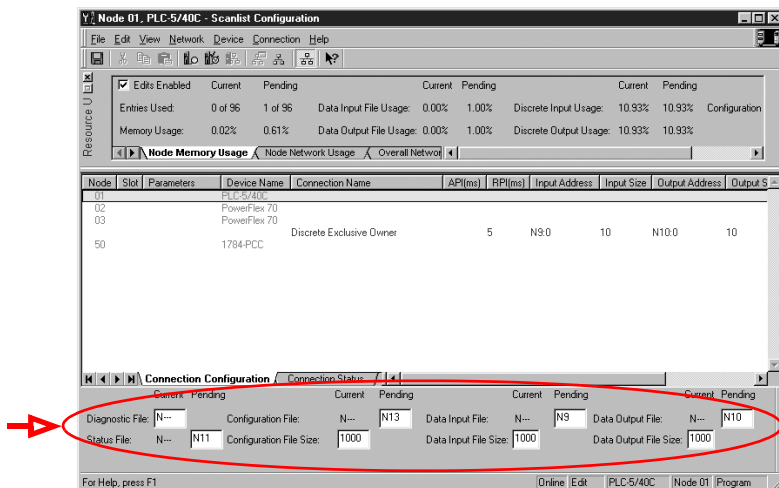 Node 01, PLC-5/40C - Scanlist Configuration
File Edit View Network Device Connection Help
Resource U
Edits Enabled Current Pending Current Pending Current Pending
Entries Used: 0 of 96 1 of 96 Data Input File Usage: 0.00% 1.00% Discrete Input Usage: 10.93% 10.93% Configuration
Memory Usage: 0.02% 0.61% Data Output File Usage: 0.00% 1.00% Discrete Output Usage: 10.93% 10.93%
Node Memory Usage Node Network Usage Overall Networ
Node Slot Parameters Device Name Connection Name API(ms) RPI(ms) Input Address Input Size Output Address Output S
01 PLC-5/40C
02 PowerFlex 70
03 PowerFlex 70
Discrete Exclusive Owner 5 N9:0 10 N10:0 10
50 1784-PCC
Connection Configuration Connection Status
Current Pending Current Pending Current Pending Current Pending
Diagnostic File: N--- Configuration File: N--- N13 Data Input File: N--- N9 Data Output File: N--- N10
Status File: N--- N11 Configuration File Size: 1000 Data Input File Size: 1000 Data Output File Size: 1000
For Help, press F1 Online Edit PLC-5/40C Node 01 Program